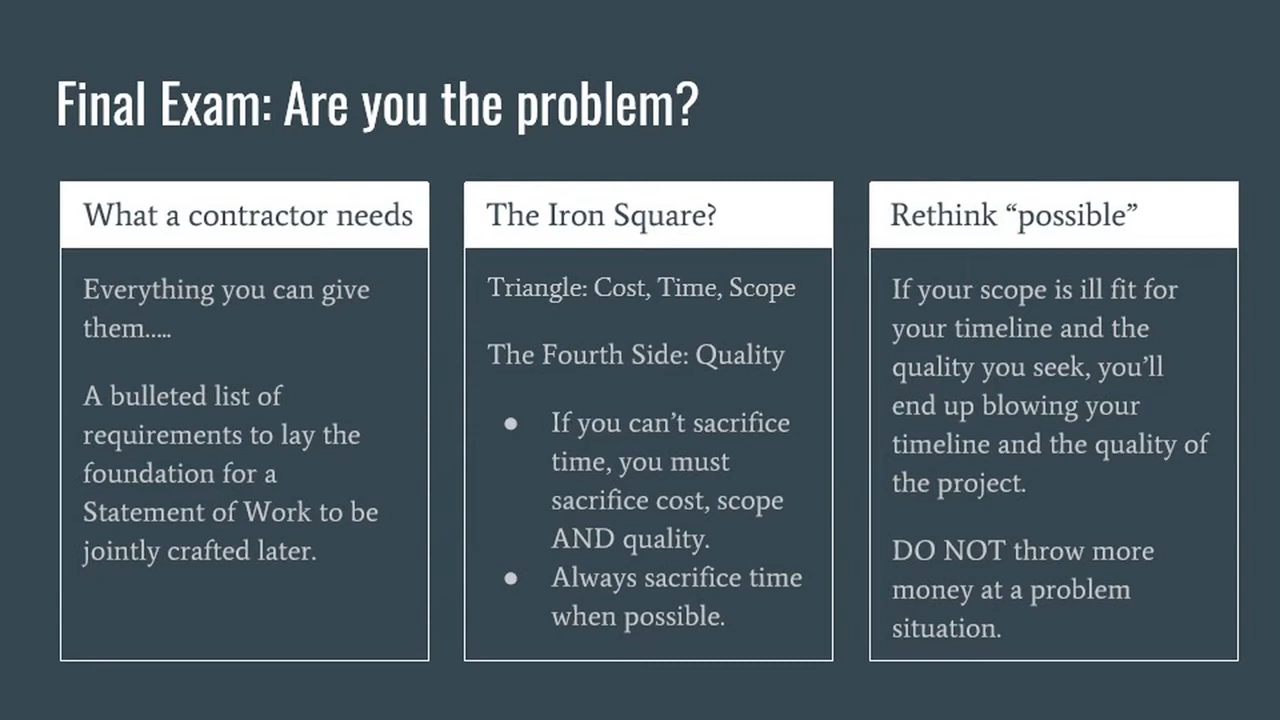 Final Exam: Are you the problem?
What a contractor needs
Everything you can give
them.....
A bulleted list of
requirements to lay the
foundation for a
Statement of Work to be
jointly crafted later.
The Iron Square?
Triangle: Cost, Time, Scope
The Fourth Side: Quality
● If you can’t sacrifice
time, you must
sacrifice cost, scope
AND quality.
● Always sacrifice time
when possible.
Rethink “possible”
If your scope is ill fit for
your timeline and the
quality you seek, you’ll
end up blowing your
timeline and the quality of
the project.
DO NOT throw more
money at a problem
situation.